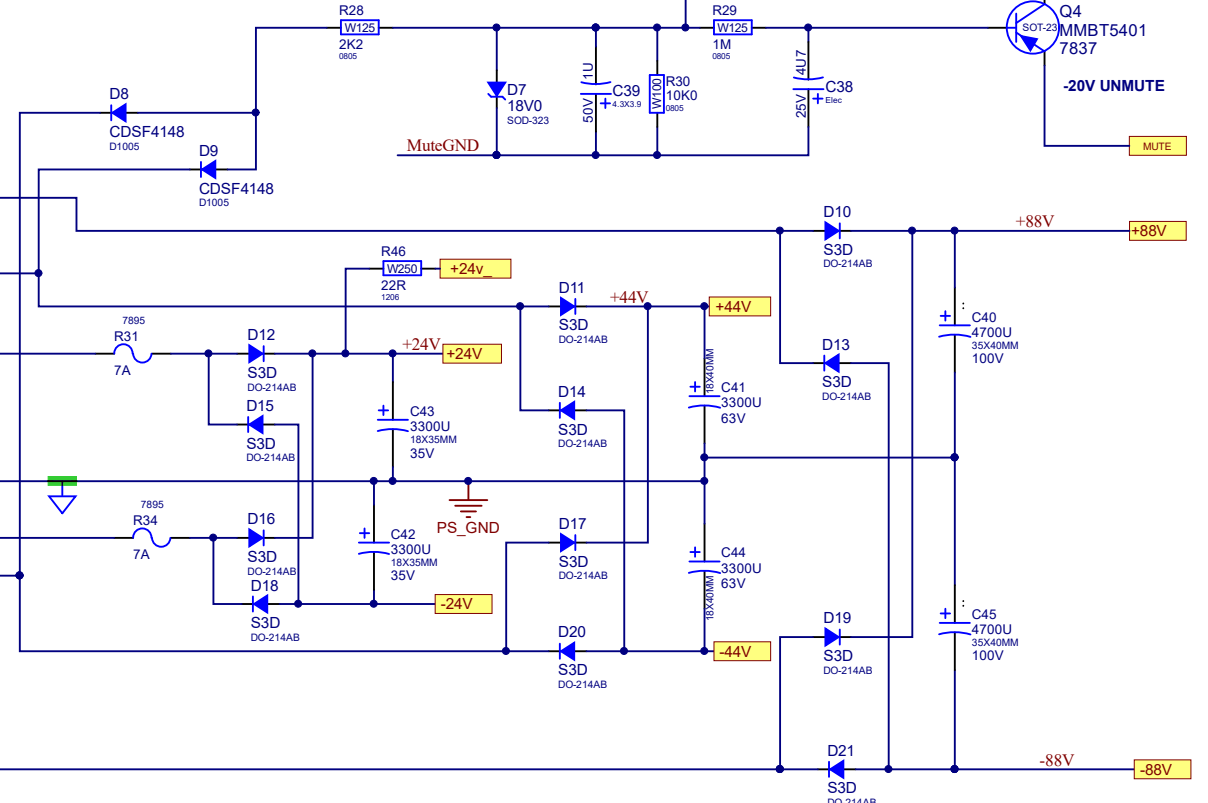 R28
W125
2K2
0805
R29
W125
1M
0805
Q4
SOT-23
MMBT5401
7837
-20V UNMUTE
MUTE
D7
18V0
SOD-323
1U
50V
C39
4.3X3.9
W100
R30
10K0
0805
4U7
25V
C38
Elec
D8
CDSF4148
D1005
D9
CDSF4148
D1005
MuteGND
D10
S3D
DO-214AB
+88V
+88V
R46
W250
22R
1206
+24v_
D11
S3D
DO-214AB
+44V
+44V
7895
R31
7A
D12
S3D
DO-214AB
+24V
+24V
D13
S3D
DO-214AB
:
C40
4700U
35X40MM
100V
D14
S3D
DO-214AB
18X40MM
C41
3300U
63V
D15
S3D
DO-214AB
C43
3300U
18X35MM
35V
PS_GND
7895
R34
7A
D16
S3D
DO-214AB
C42
3300U
18X35MM
35V
D17
S3D
DO-214AB
C44
3300U
63V
18X40MM
D18
S3D
DO-214AB
-24V
D19
S3D
DO-214AB
:
C45
4700U
35X40MM
100V
D20
S3D
DO-214AB
-44V
D21
S3D
DO-214AB
-88V
-88V